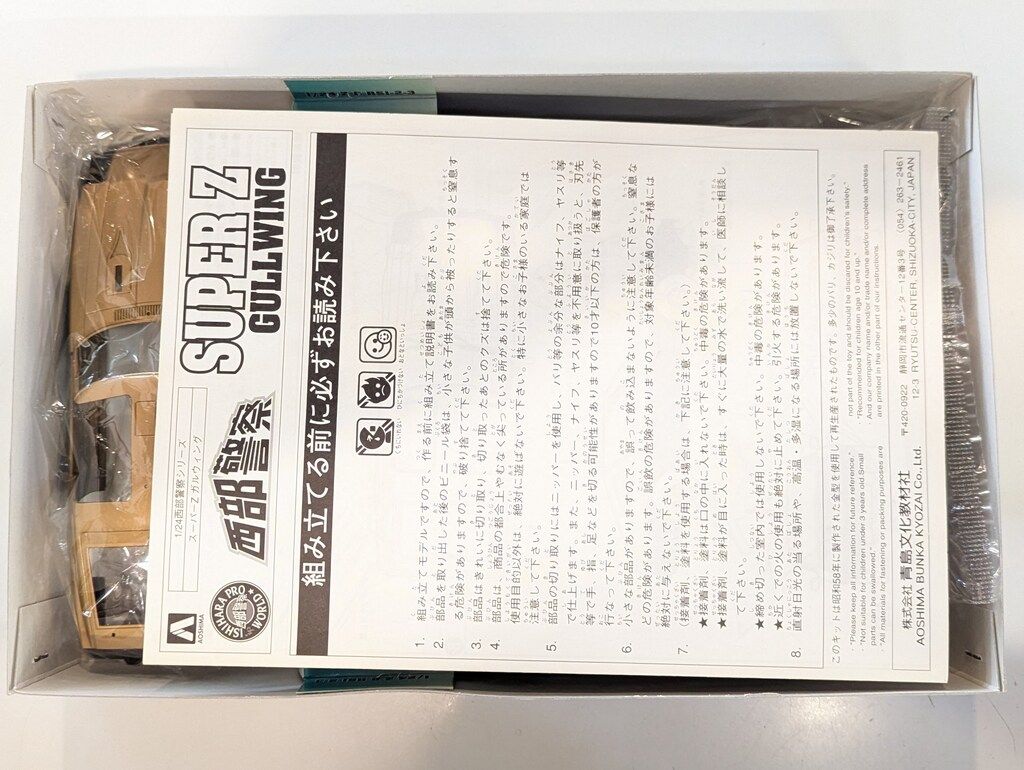 AOSHIMA
ISHIHARA PRO
WORLD
1/24西部警察シリーズ
スーパーZ ガルウィング
西部警察
SUPER Z
GULLWING
組み立てる前に必ずお読み下さい
1. 組み立てモデルですので、作る前に組み立て説明書をお読み下さい。
2. 部品を取り出した後のビニール袋は、小さな子供が頭から被ったりすると窒息す
る危険がありますので、破り捨てて下さい。
3. 部品はきれいに切り取り、切り取ったあとのクズは捨てて下さい。
4. 部品は、商品の都合上やむなく尖っている所がありますので危険です。
使用目的以外は、絶対に遊ばないで下さい。特に小さなお子様のいる家庭では
注意して下さい。
5. 部品の切り取りにはニッパーを使用し、バリ等の余分な部分はナイフ、ヤスリ等
で仕上げます。また、ニッパー、ナイフ、ヤスリ等を不用意に取り扱うと、刃先
等で手、指、足などを切る可能性がありますので10才以下の方は、保護者の方が
行なって下さい。
6. 小さな部品がありますので、誤って飲み込まないように注意して下さい。窒息な
どの危険があります。誤飲の危険がありますので、対象年齢未満のお子様には
絶対に与えないで下さい。
7. (接着剤、塗料を使用する場合は、下記に注意して下さい。)
★接着剤、塗料は口の中に入れないで下さい。中毒の危険があります。
★接着剤、塗料が目に入った時は、すぐに大量の水で洗い流して、医師に相談し
て下さい。
★締め切った室内では使用しないで下さい。中毒の危険があります。
★近くでの火の使用も絶対に止めて下さい。引火する危険があります。
8. 直射日光の当る場所や、高温・多湿になる場所には放置しないで下さい。
このキットは昭和58年に製作された金型を使用して再生産されたものです。多少のバリ、カジリは御了承下さい。
・"Please keep all information for future reference."
・"Not suitable for children under 3 years old.Small
parts can be swallowed."
・"All materials for fastening or packing purposes are
not part of the toy and should be discared for children's safety."
"Recommended for children age 10 and up."
And our company name and/or trade name and/or complete address
are printed in the other part of our instructions.
株式会社 青島文化教材社
〒420-0922 静岡市流通センター12番3号 (054) 263-2461
AOSHIMA BUNKA KYOZAI Co., Ltd.
12.3 RYUTSU-CENTER, SHIZUOKA-CITY, JAPAN